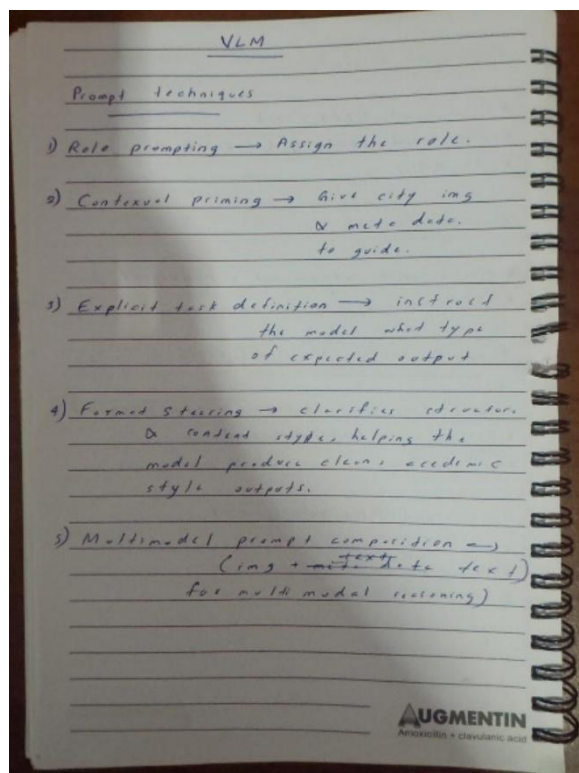 VLM
Prompt techniques
1) Role prompting → Assign the role.
2) Contexual priming → Give city img
& meta data.
to guide.
3) Explicit task definition → instruct
the model what type
of expected output
4) Format Steering → clarifies structure
& content style, helping the
model produce clean, academic
style outputs.
5) Multimodel prompt composition →
(img + meta data text)
for multi modal reasoning)
AUGMENTIN
Amoxicillin + clavulanic acid